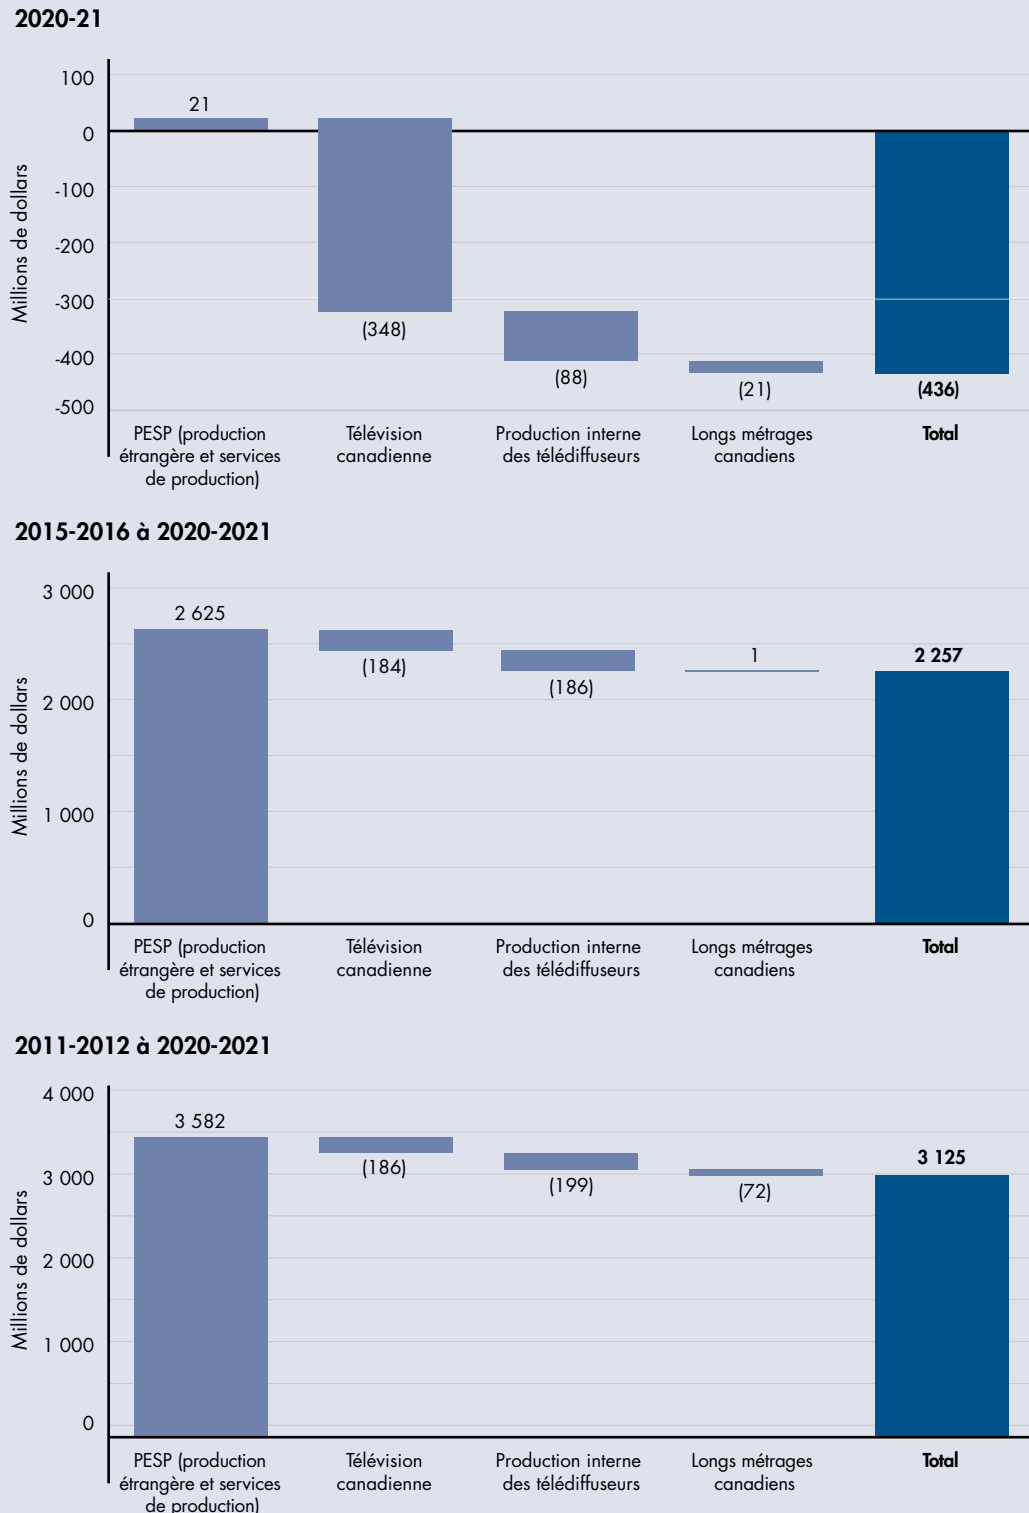 2020-21
100
0
-100
-200
-300
-400
-500
Millions de dollars
21
(348)
(88)
(21)
(436)
PESP (production
étrangère et services
de production)
Télévision
canadienne
Production interne
des télédiffuseurs
Longs métrages
canadiens
Total
2015-2016 à 2020-2021
3 000
2 000
1 000
0
Millions de dollars
2 625
(184)
(186)
1
2 257
PESP (production
étrangère et services
de production)
Télévision
canadienne
Production interne
des télédiffuseurs
Longs métrages
canadiens
Total
2011-2012 à 2020-2021
4 000
3 000
2 000
1 000
0
Millions de dollars
3 582
(186)
(199)
(72)
3 125
PESP (production
étrangère et services
de production)
Télévision
canadienne
Production interne
des télédiffuseurs
Longs métrages
canadiens
Total